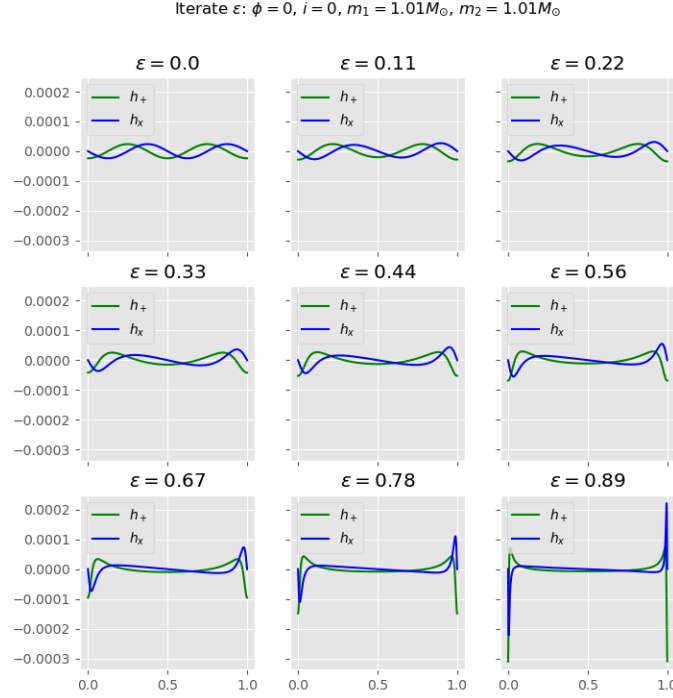 Iterate ε: ϕ = 0, i = 0, m₁ = 1.01M⊙, m₂ = 1.01M⊙
ε = 0.0
ε = 0.11
ε = 0.22
0.0002
0.0001
0.0000
−0.0001
−0.0002
−0.0003
h₊
hₓ
h₊
hₓ
h₊
hₓ
ε = 0.33
ε = 0.44
ε = 0.56
0.0002
0.0001
0.0000
−0.0001
−0.0002
−0.0003
h₊
hₓ
h₊
hₓ
h₊
hₓ
ε = 0.67
ε = 0.78
ε = 0.89
0.0002
0.0001
0.0000
−0.0001
−0.0002
−0.0003
h₊
hₓ
h₊
hₓ
h₊
hₓ
0.0 0.5 1.0
0.0 0.5 1.0
0.0 0.5 1.0